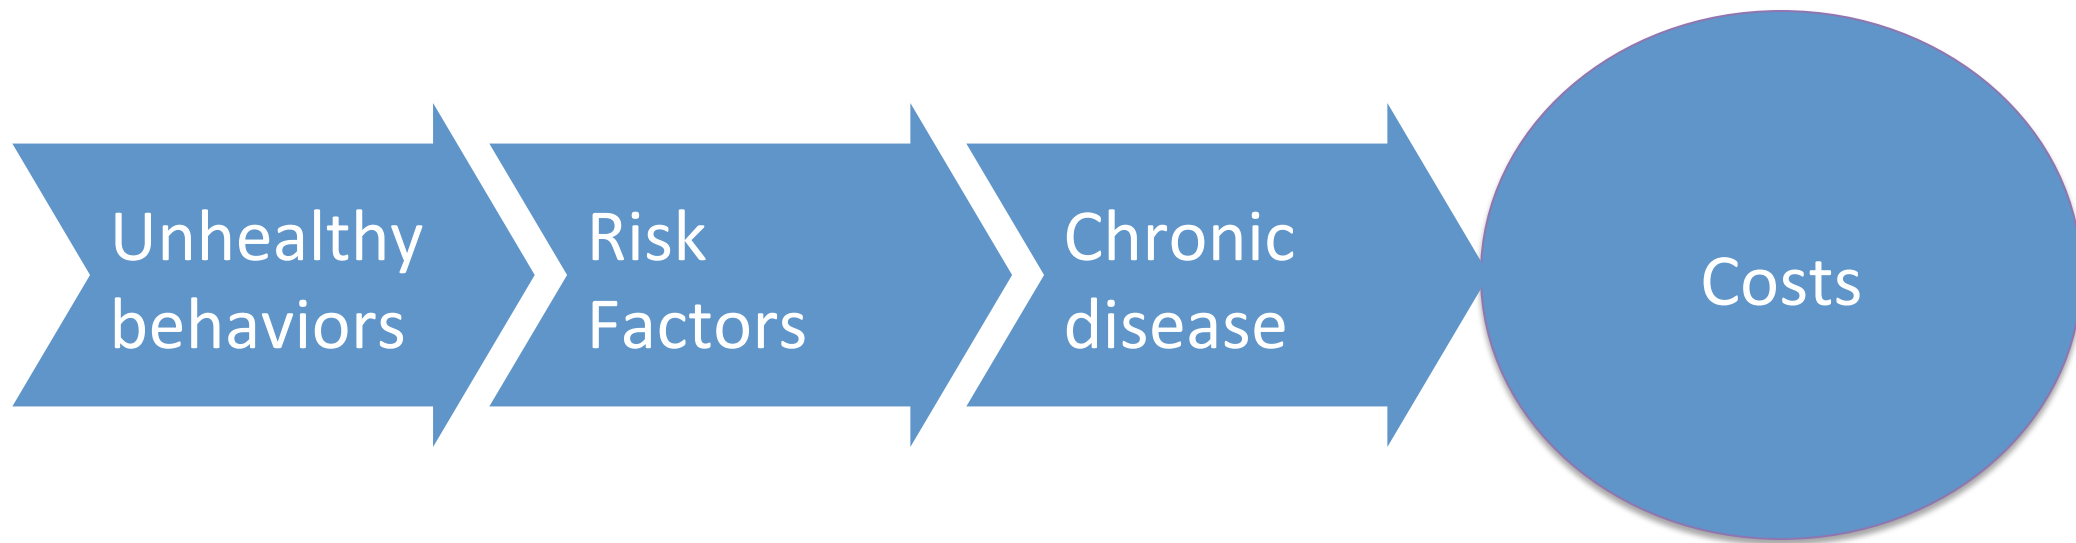 Unhealthy
behaviors
Risk
Factors
Chronic
disease
Costs